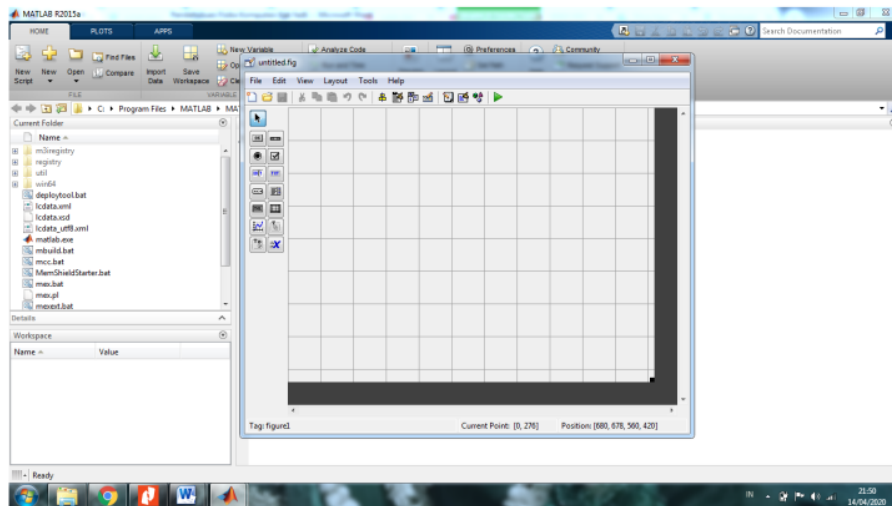 MATLAB R2015a
HOME PLOTS APPS
Search Documentation
New Script
New
Open
Find Files
Compare
Import Data
Save Workspace
New Variable
Analyze Code
Preferences
Community
FILE
VARIABLE
C: ▸ Program Files ▸ MATLAB ▸
Current Folder
Name
m3iregistry
registry
util
win64
deploytool.bat
lcdata.xml
lcdata.xsd
lcdata_utf8.xml
matlab.exe
mbuild.bat
mcc.bat
MemShieldStarter.bat
mex.bat
mex.pl
mexext.bat
Details
Workspace
Name Value
untitled.fig
File Edit View Layout Tools Help
Tag: figure1 Current Point: [0, 276] Position: [680, 678, 560, 420]
Ready
IN
21:50
14/04/2020